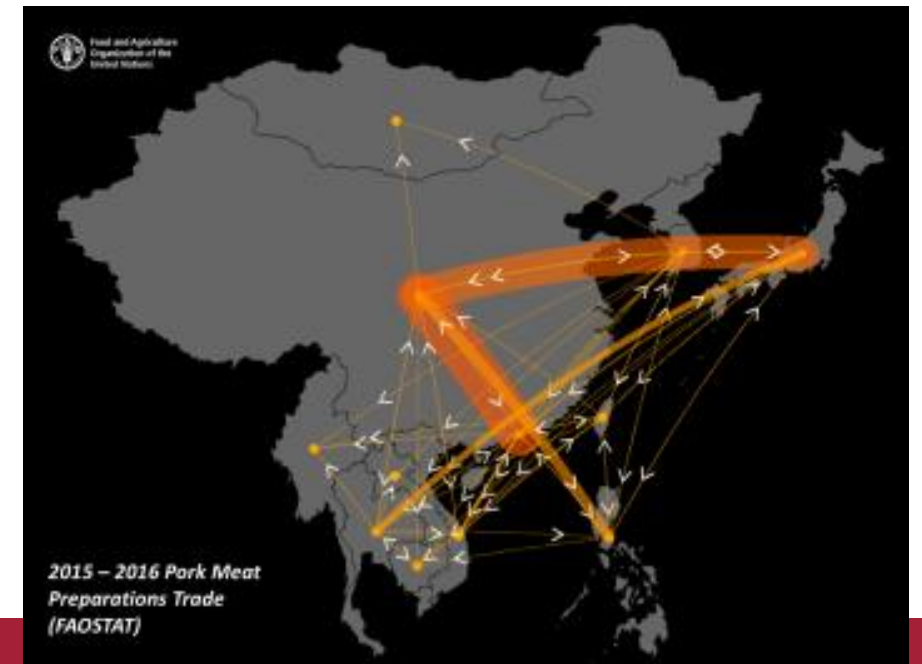 Food and Agriculture
Organization of the
United Nations
2015 – 2016 Pork Meat
Preparations Trade
(FAOSTAT)